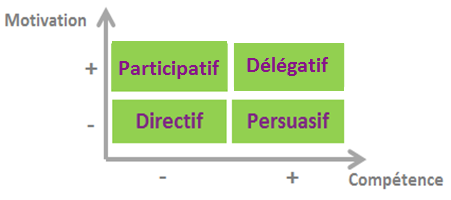 Motivation
+
Participatif
Délégatif
-
Directif
Persuasif
-
+
Compétence